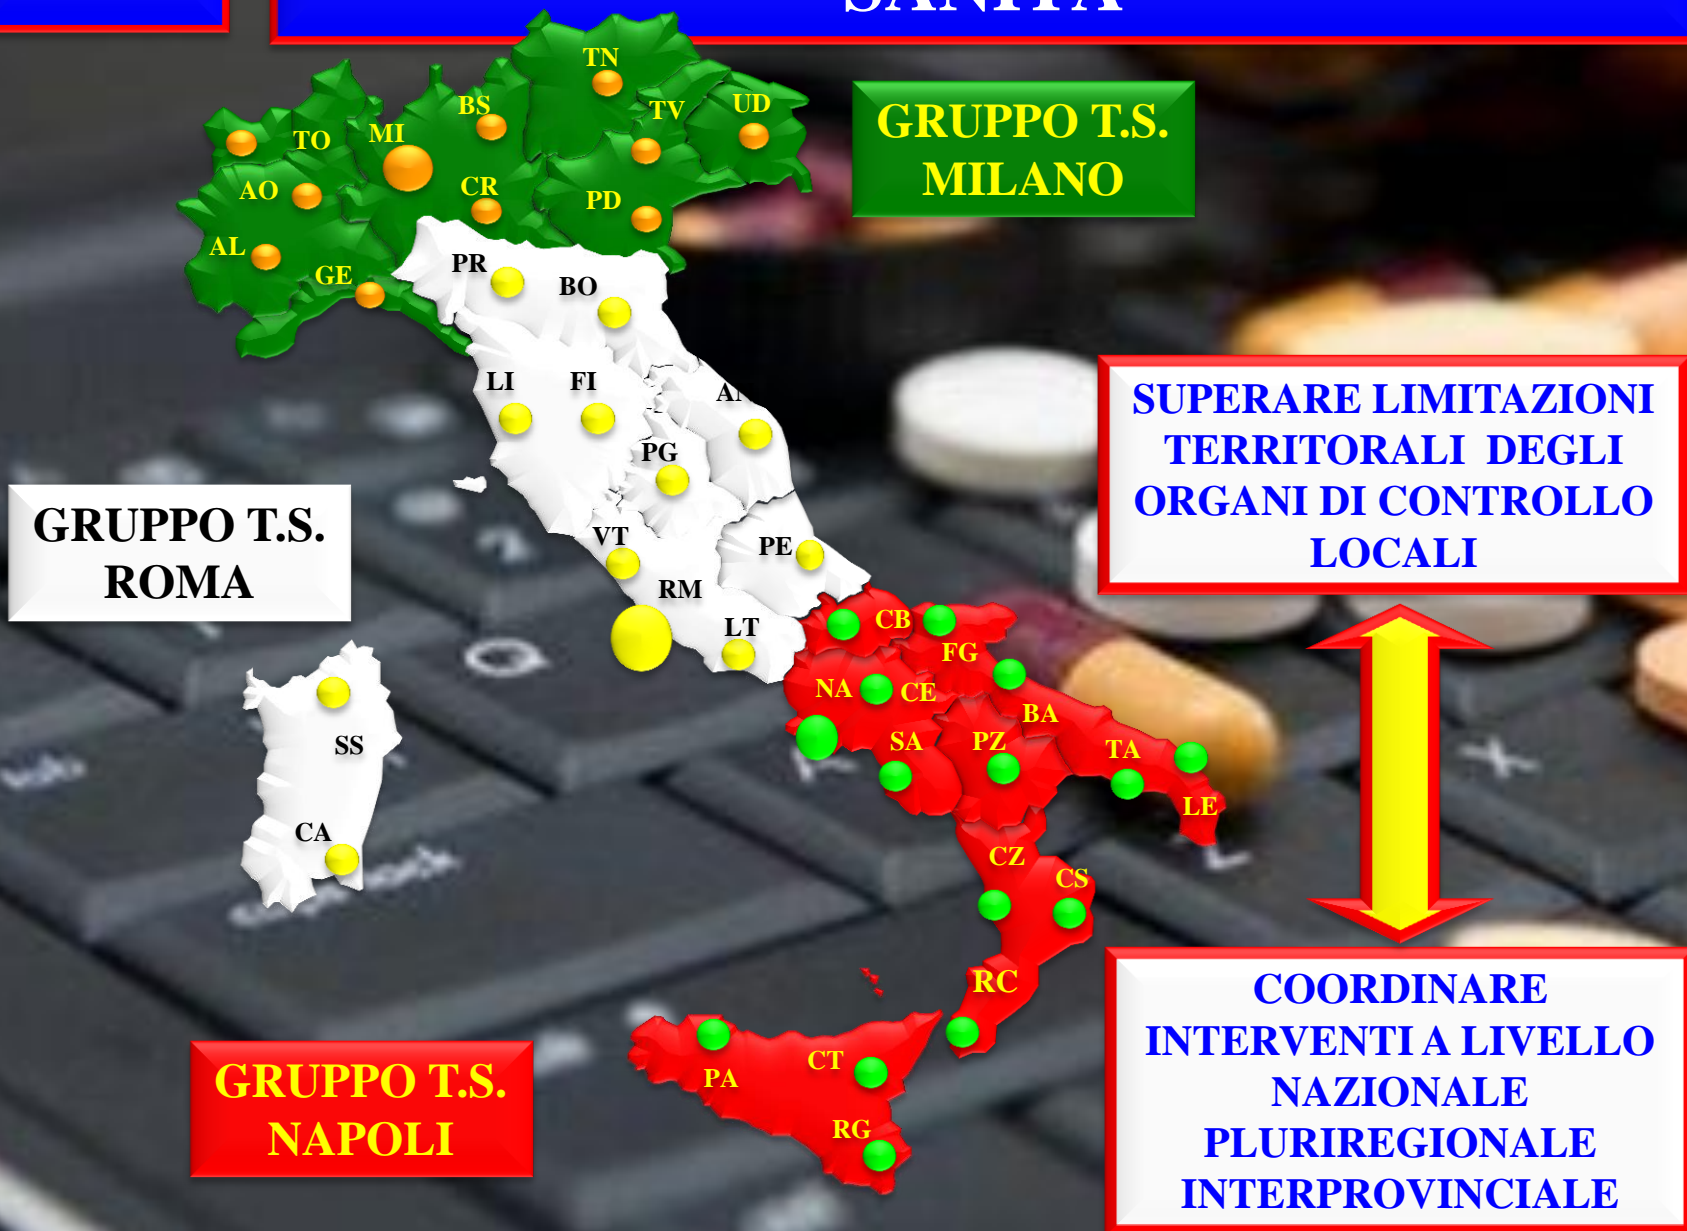 SANITÀ
TN
BS
TV
UD
TO
MI
AO
CR
PD
AL
GE
GRUPPO T.S.
MILANO
PR
BO
LI
FI
AN
PG
VT
PE
RM
LT
SS
CA
GRUPPO T.S.
ROMA
SUPERARE LIMITAZIONI
TERRITORALI DEGLI
ORGANI DI CONTROLLO
LOCALI
CB
FG
NA
CE
BA
SA
PZ
TA
LE
CZ
CS
RC
CT
PA
RG
GRUPPO T.S.
NAPOLI
COORDINARE
INTERVENTI A LIVELLO
NAZIONALE
PLURIREGIONALE
INTERPROVINCIALE